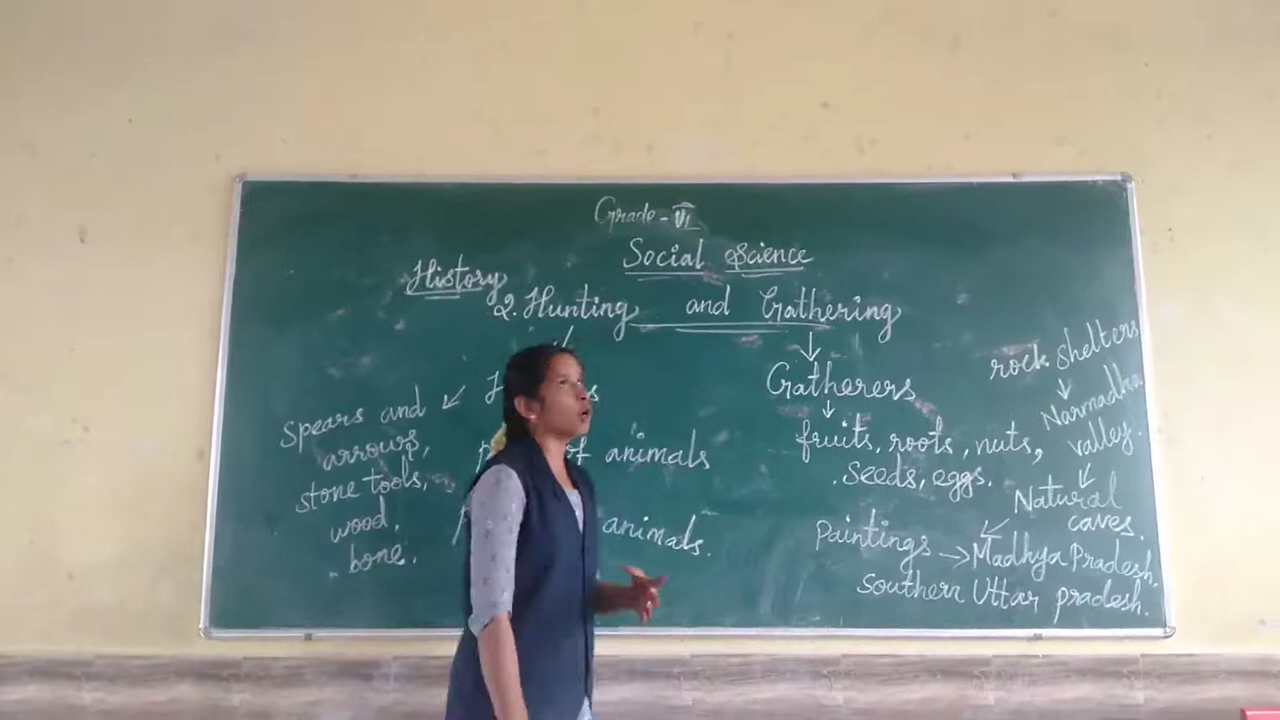 Grade - VI
Social Science
History
2. Hunting and Gathering
Spears and
arrows,
stone tools,
wood.
bone.
of animals
animals.
Gatherers
fruits, roots, nuts,
seeds, eggs.
rock shelters
Narmadha
valley.
Natural
caves.
Paintings → Madhya Pradesh.
Southern Uttar pradesh.